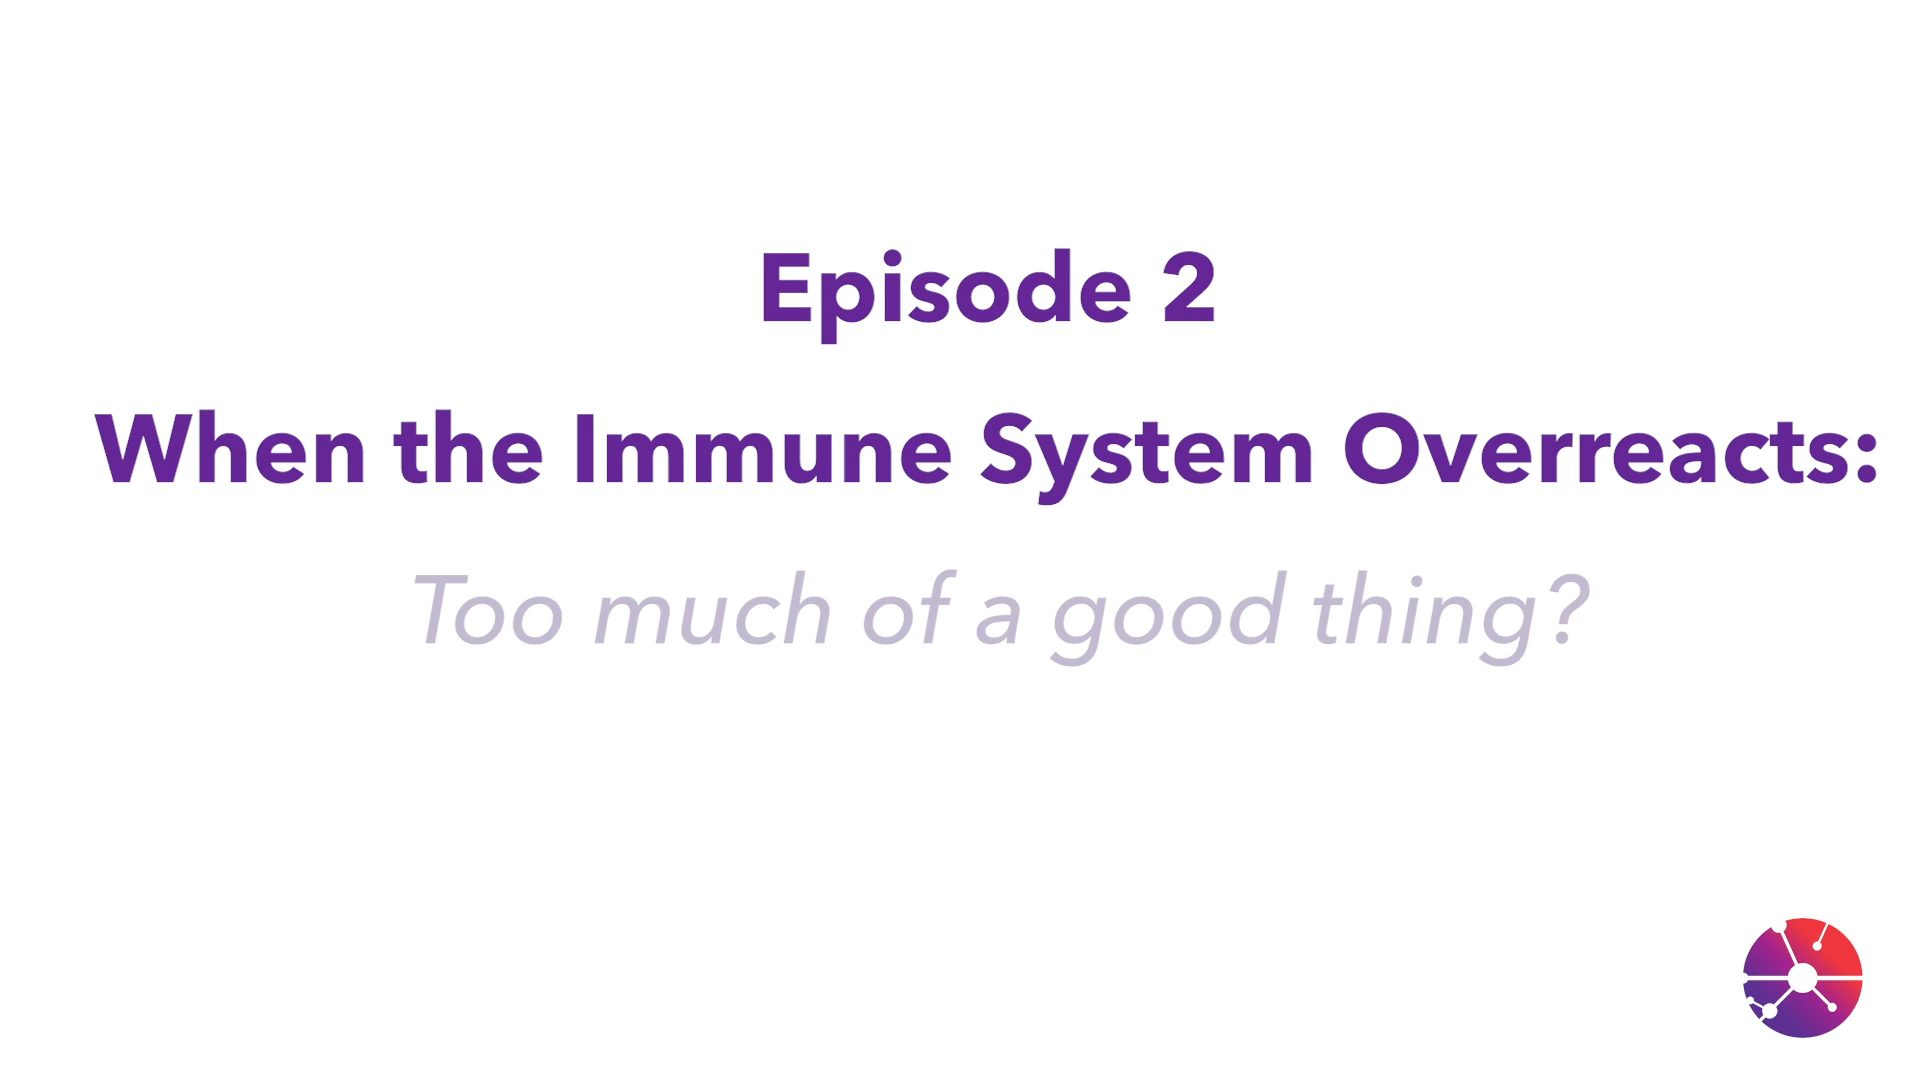 Episode 2
When the Immune System Overreacts:
Too much of a good thing?